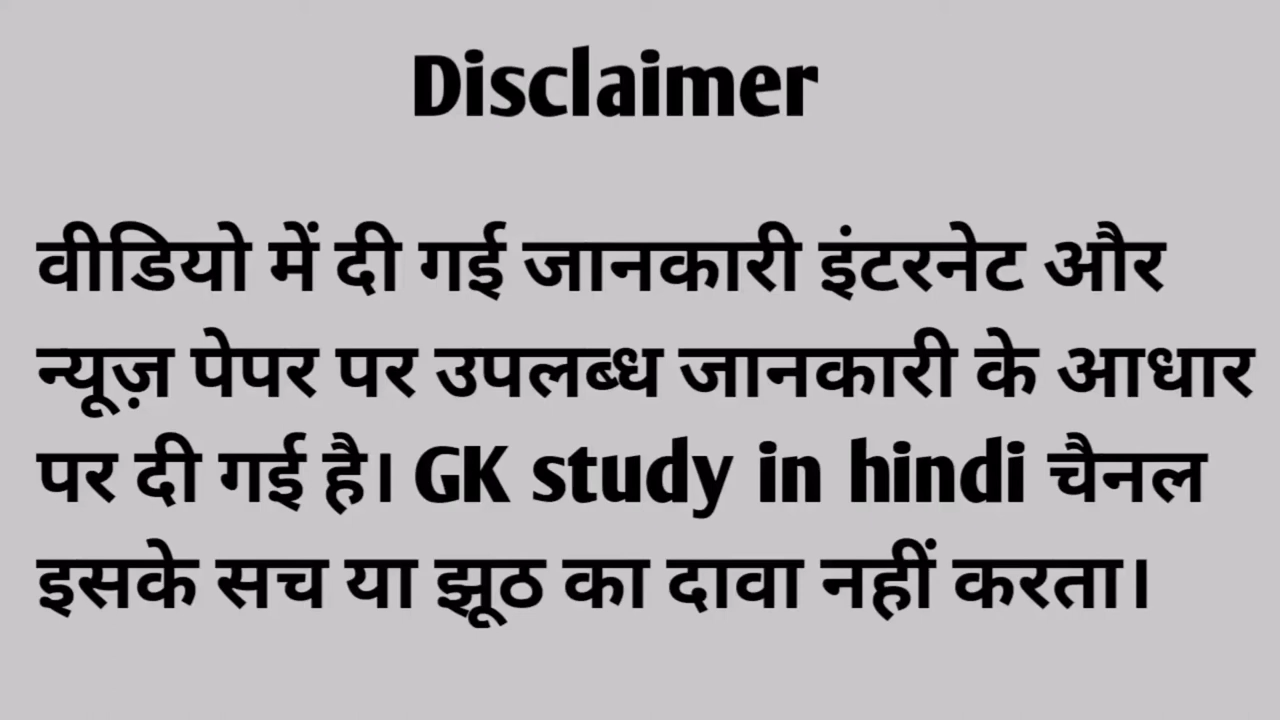 Disclaimer
वीडियो में दी गई जानकारी इंटरनेट और
न्यूज़ पेपर पर उपलब्ध जानकारी के आधार
पर दी गई है। GK study in hindi चैनल
इसके सच या झूठ का दावा नहीं करता।